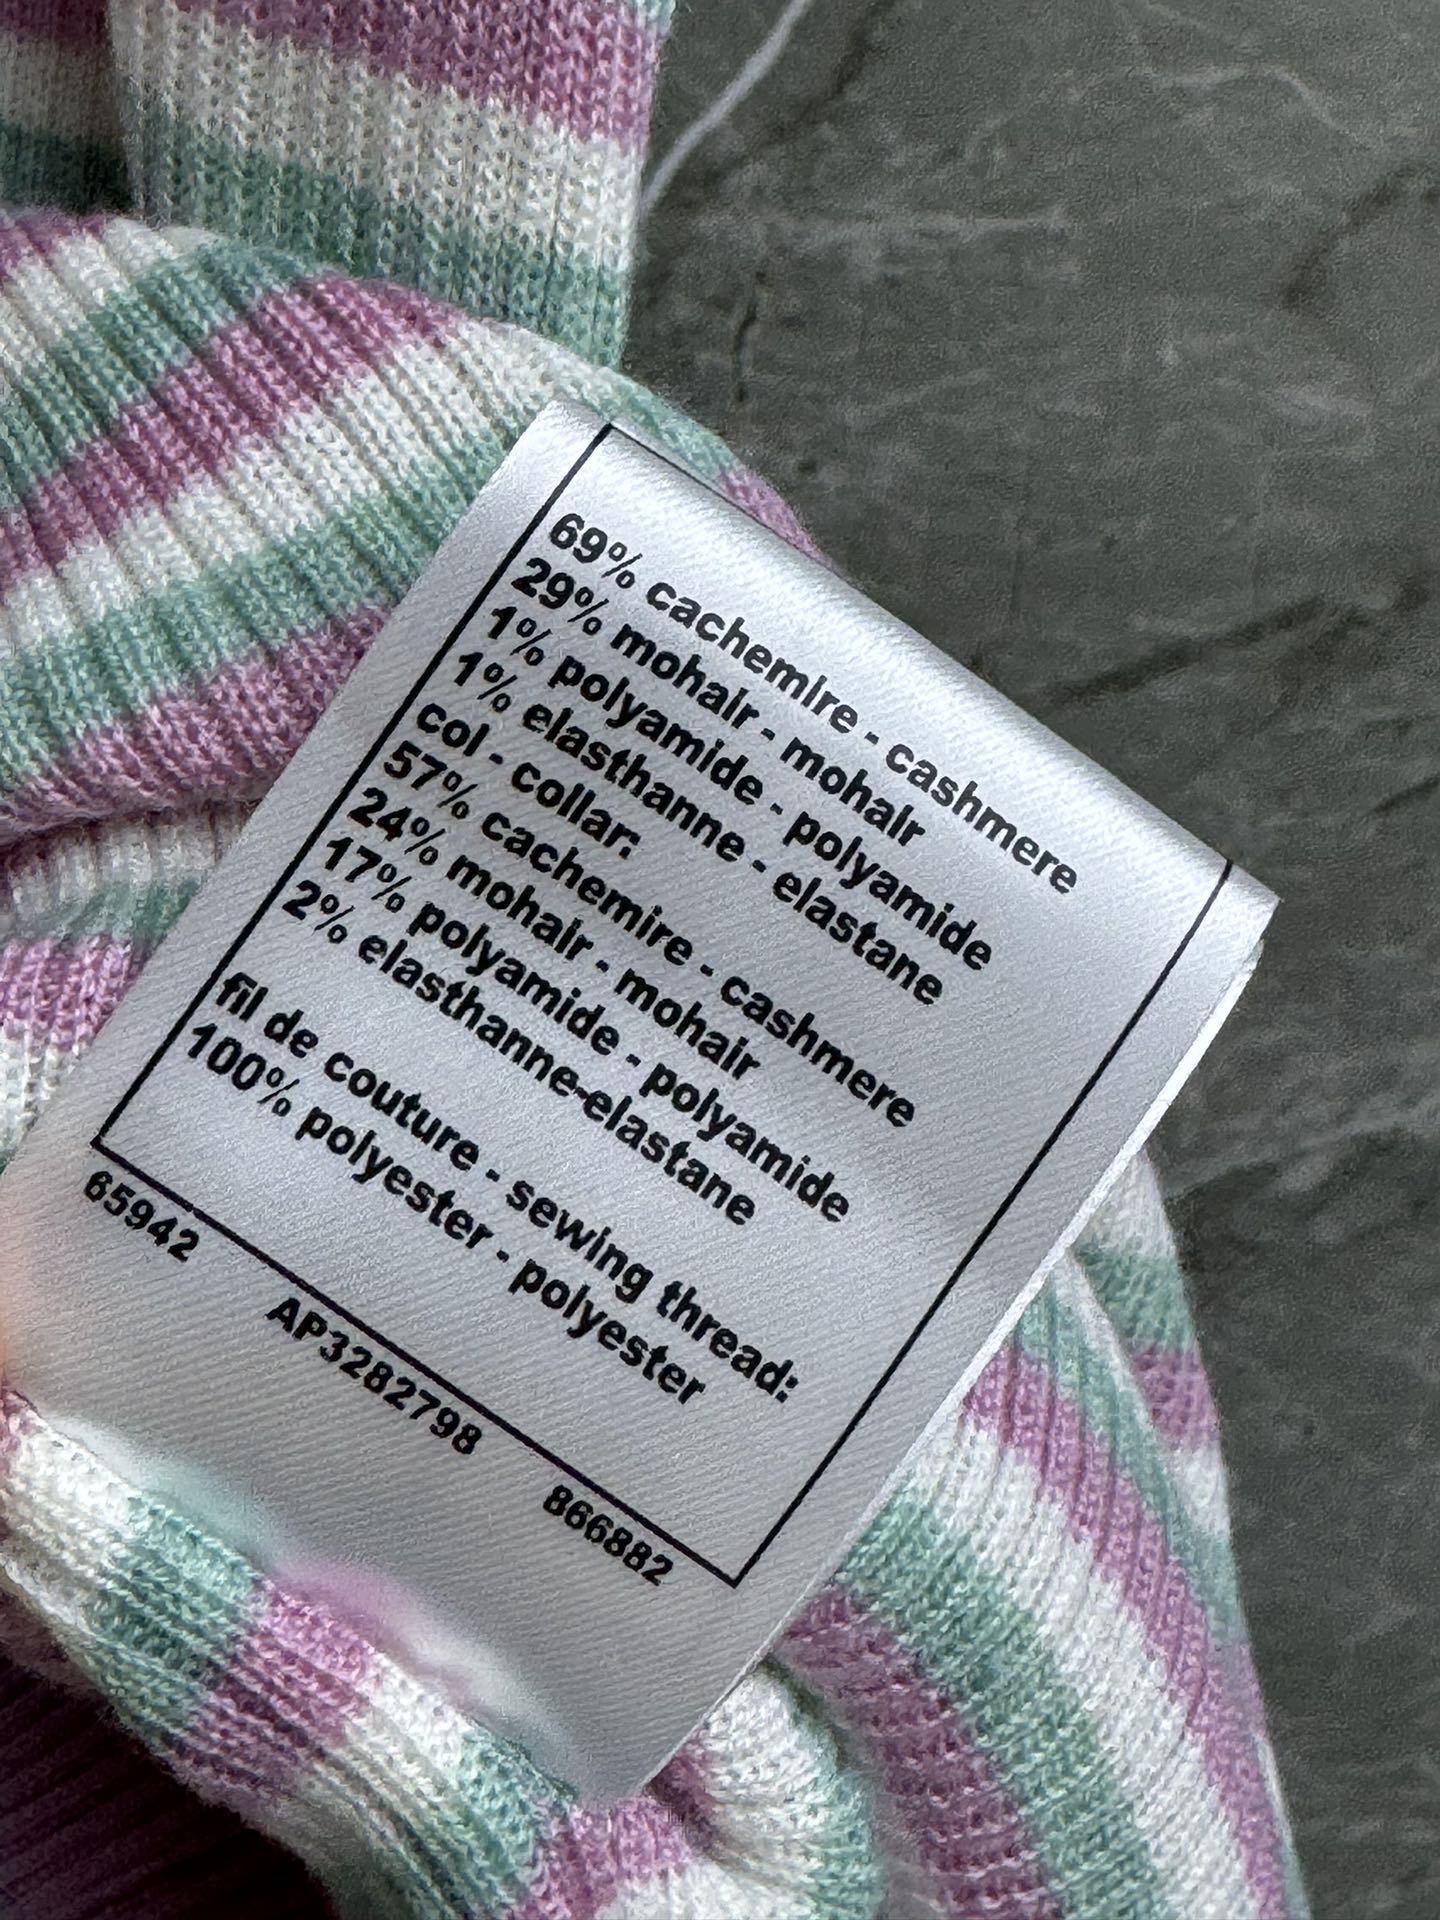 69% cachemire - cashmere
29% mohair - mohair
1% polyamide - polyamide
1% elasthanne - elastane
col - collar:
57% cachemire - cashmere
24% mohair - mohair
17% polyamide - polyamide
2% elasthanne-elastane
fil de couture - sewing thread:
100% polyester - polyester
65942 AP3282798 866882